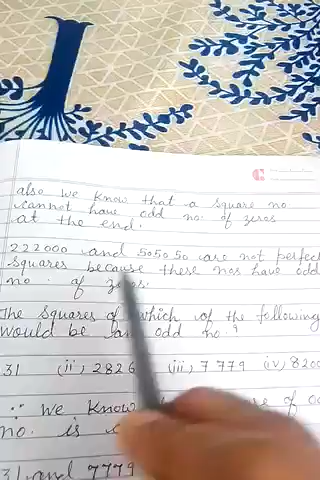 also we know that a square no
cannot have odd no. of zeros
at the end.
222000 and 505050 are not perfect
squares because these nos have odd
no. of zeros.
The squares of which of the following
would be an odd no.?
31 (ii) 2826 (iii) 7779 (iv) 8200
∵ we know
no. is
31 and 7779